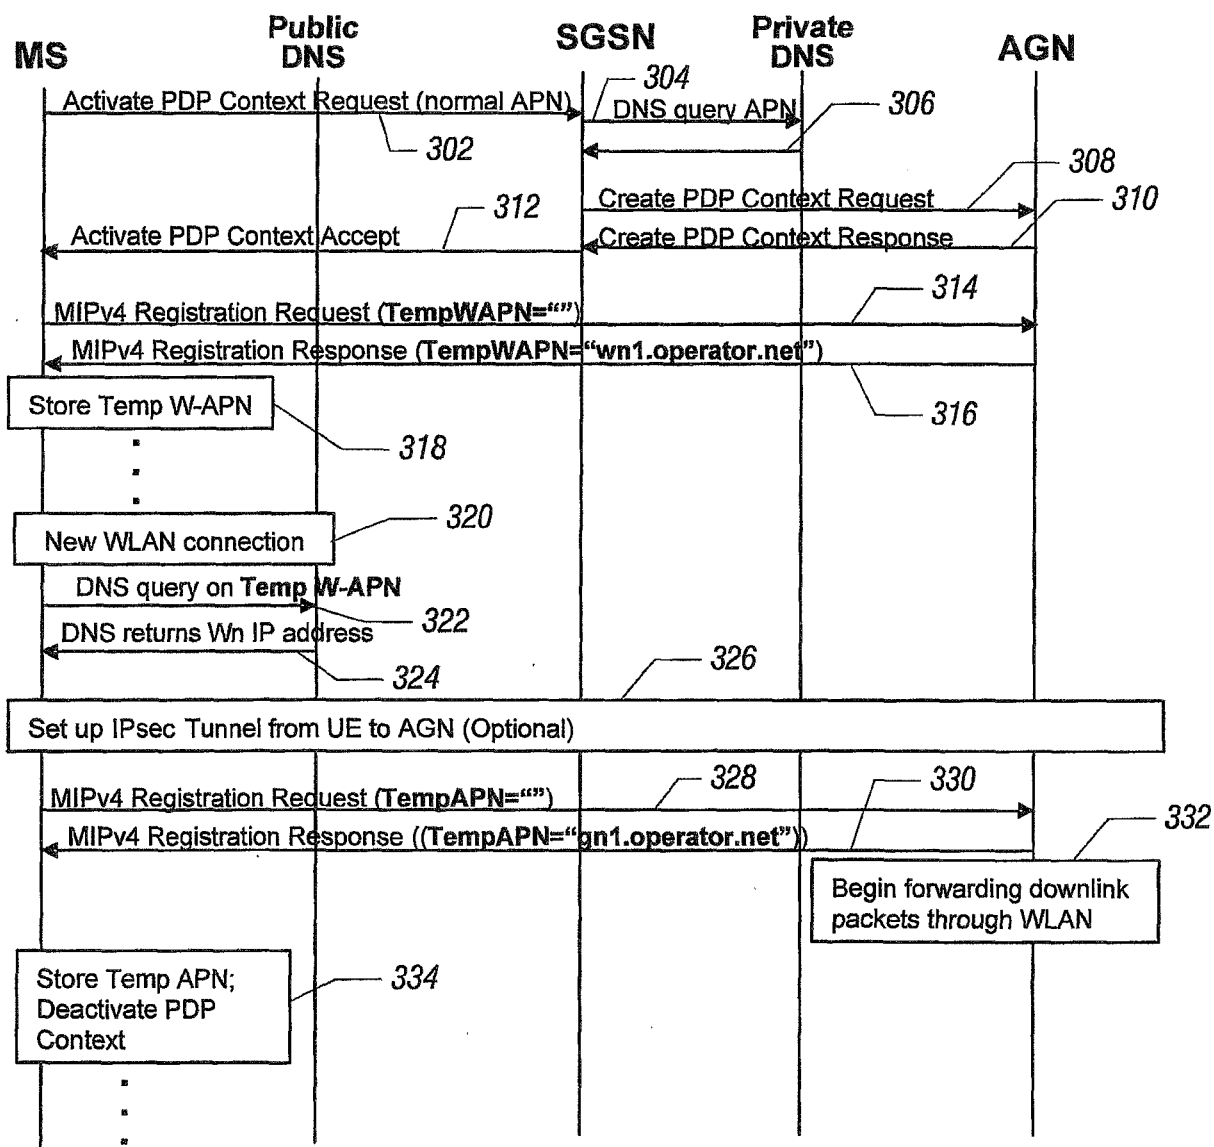 MS
Public
DNS
SGSN
Private
DNS
AGN
Activate PDP Context Request (normal APN)
302
304
DNS query APN
306
Create PDP Context Request
308
310
Create PDP Context Response
312
Activate PDP Context Accept
MIPv4 Registration Request (TempWAPN=“”)
314
MIPv4 Registration Response (TempWAPN=“wn1.operator.net”)
316
Store Temp W-APN
318
New WLAN connection
320
DNS query on Temp W-APN
322
DNS returns Wn IP address
324
326
Set up IPsec Tunnel from UE to AGN (Optional)
MIPv4 Registration Request (TempAPN=“”)
328
330
MIPv4 Registration Response ((TempAPN=“gn1.operator.net”))
332
Begin forwarding downlink
packets through WLAN
Store Temp APN;
Deactivate PDP
Context
334